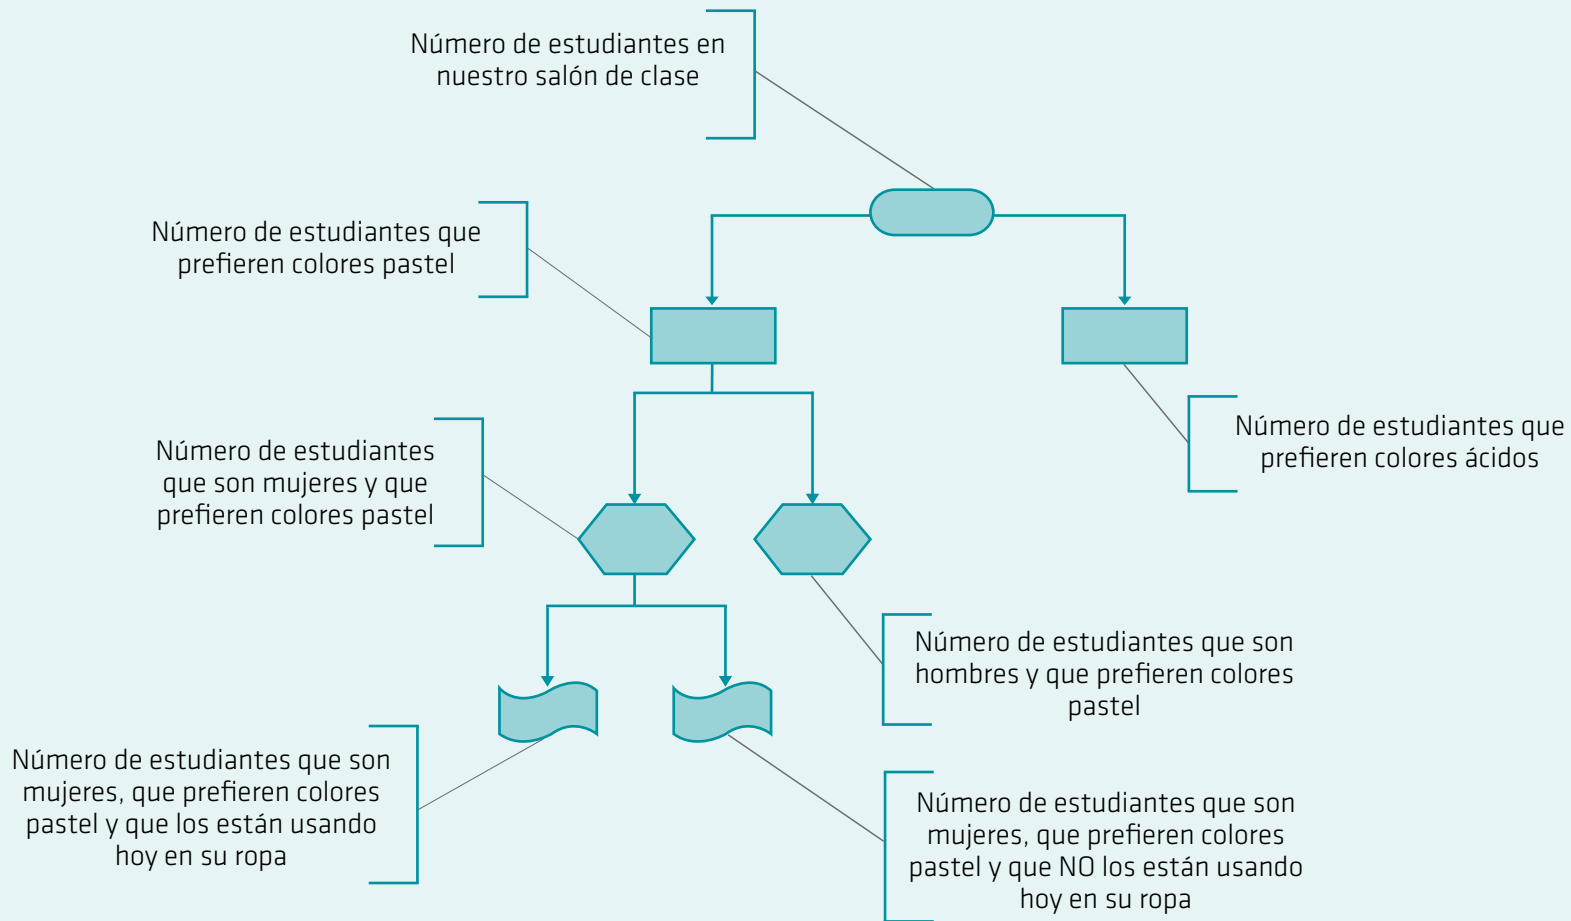 Número de estudiantes en
nuestro salón de clase
Número de estudiantes que
prefieren colores pastel
Número de estudiantes que
prefieren colores ácidos
Número de estudiantes
que son mujeres y que
prefieren colores pastel
Número de estudiantes que son
hombres y que prefieren colores
pastel
Número de estudiantes que son
mujeres, que prefieren colores
pastel y que los están usando
hoy en su ropa
Número de estudiantes que son
mujeres, que prefieren colores
pastel y que NO los están usando
hoy en su ropa